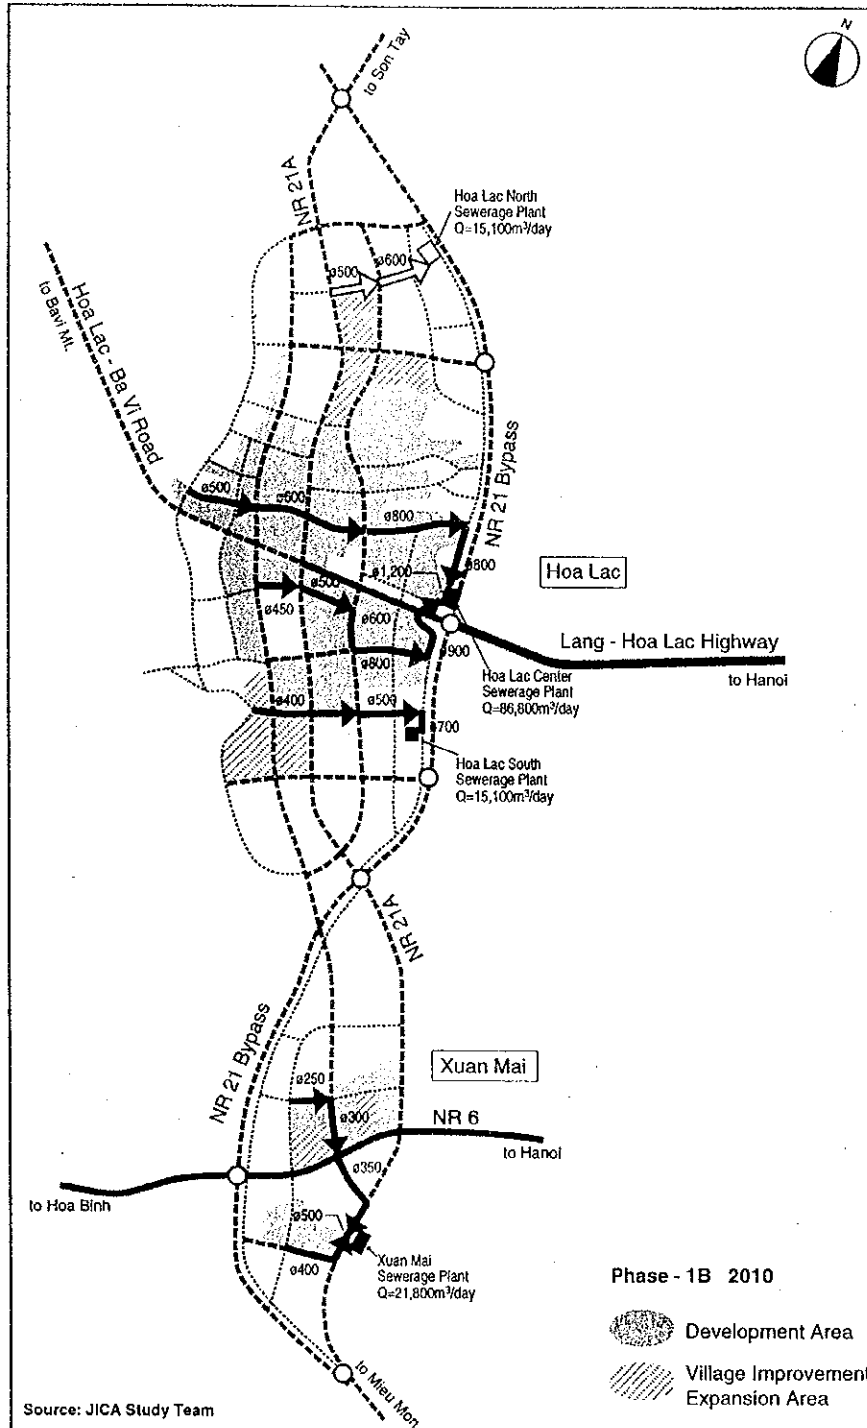 N
to Son Tay
NR 21A
Hoa Lac North
Sewerage Plant
Q=15,100m³/day
ø500
ø600
Hoa Lac - Ba Vi Road
to Bavi Mt.
NR 21 Bypass
ø500
ø600
ø800
ø800
ø1,200
Hoa Lac
ø500
ø450
ø600
ø900
Lang - Hoa Lac Highway
to Hanoi
ø800
Hoa Lac Center
Sewerage Plant
Q=86,800m³/day
ø400
ø500
ø700
Hoa Lac South
Sewerage Plant
Q=15,100m³/day
NR 21A
NR 21 Bypass
Xuan Mai
ø250
ø300
NR 6
to Hanoi
ø350
to Hoa Binh
ø500
ø400
Xuan Mai
Sewerage Plant
Q=21,800m³/day
Phase - 1B 2010
Development Area
Village Improvement
Expansion Area
to Mieu Mon
Source: JICA Study Team